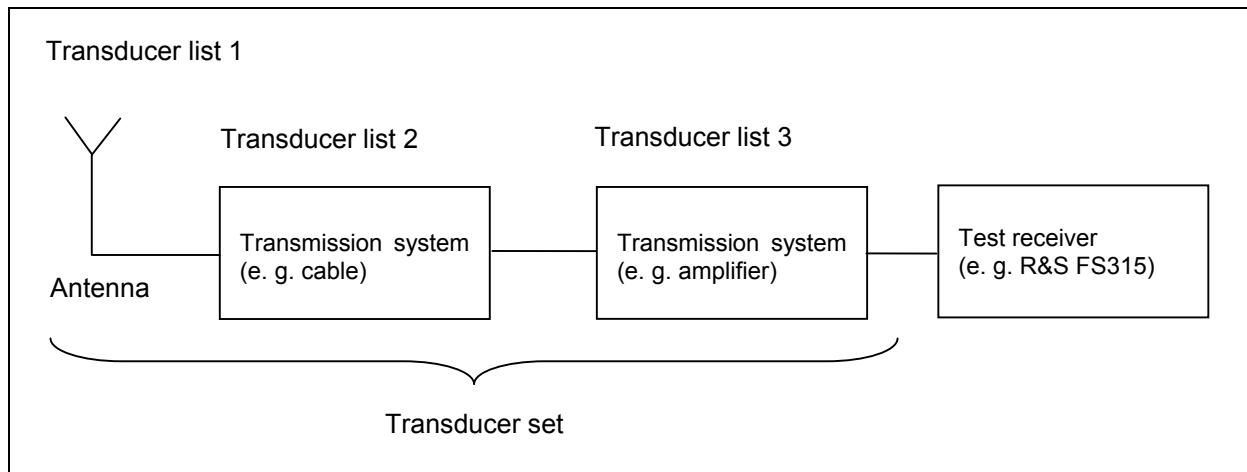 Transducer list 1
Transducer list 2
Transducer list 3
Transmission system
(e. g. cable)
Transmission system
(e. g. amplifier)
Test receiver
(e. g. R&S FS315)
Antenna
Transducer set